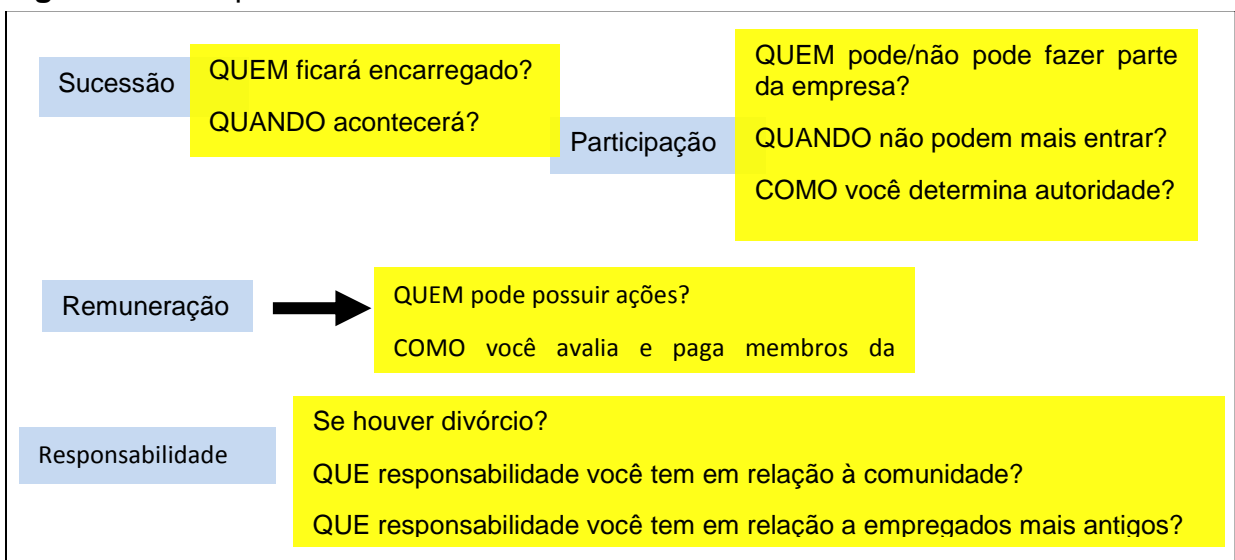 Sucessão
QUEM ficará encarregado?
QUANDO acontecerá?
Participação
QUEM pode/não pode fazer parte
da empresa?
QUANDO não podem mais entrar?
COMO você determina autoridade?
Remuneração
QUEM pode possuir ações?
COMO você avalia e paga membros da
Responsabilidade
Se houver divórcio?
QUE responsabilidade você tem em relação à comunidade?
QUE responsabilidade você tem em relação a empregados mais antigos?